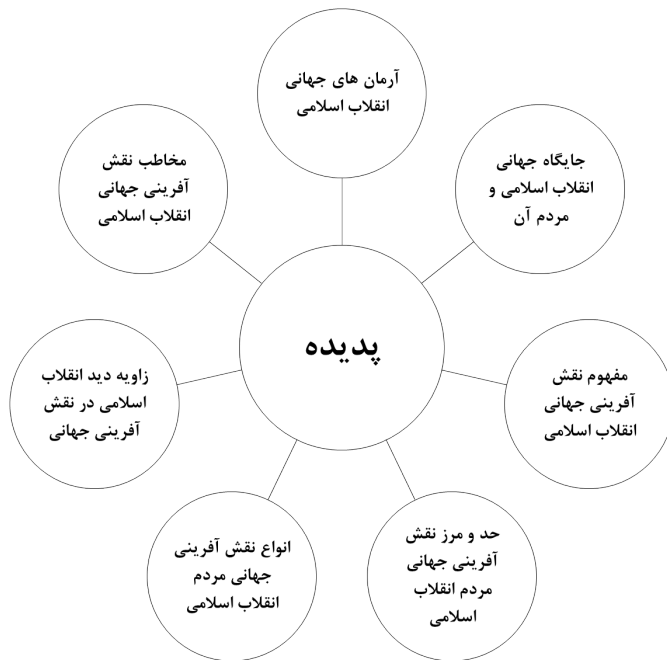 آرمان های جهانی
انقلاب اسلامی
جایگاه جهانی
انقلاب اسلامی و
مردم آن
مفهوم نقش
آفرینی جهانی
انقلاب اسلامی
حد و مرز نقش
آفرینی جهانی
مردم انقلاب
اسلامی
انواع نقش آفرینی
جهانی مردم
انقلاب اسلامی
زاویه دید انقلاب
اسلامی در نقش
آفرینی جهانی
مخاطب نقش
آفرینی جهانی
انقلاب اسلامی
پدیده